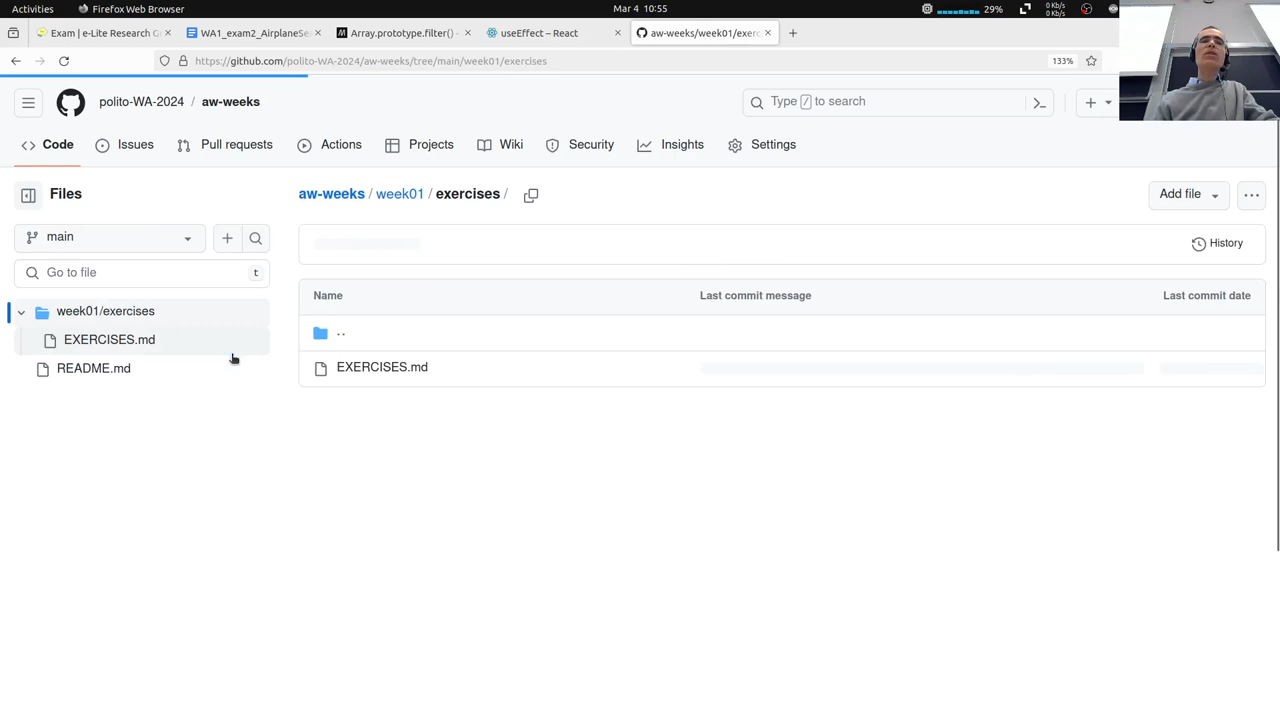 Activities Firefox Web Browser Mar 4 10:55 29% 0 Kb/s 0 Kb/s
Exam | e-Lite Research G WA1_exam2_AirplaneSe Array.prototype.filter() - useEffect – React aw-weeks/week01/exerc
https://github.com/polito-WA-2024/aw-weeks/tree/main/week01/exercises 133%
polito-WA-2024 / aw-weeks Type / to search
Code Issues Pull requests Actions Projects Wiki Security Insights Settings
Files
aw-weeks / week01 / exercises / Add file
main
History
Go to file t
Name Last commit message Last commit date
week01/exercises
..
EXERCISES.md
EXERCISES.md
README.md